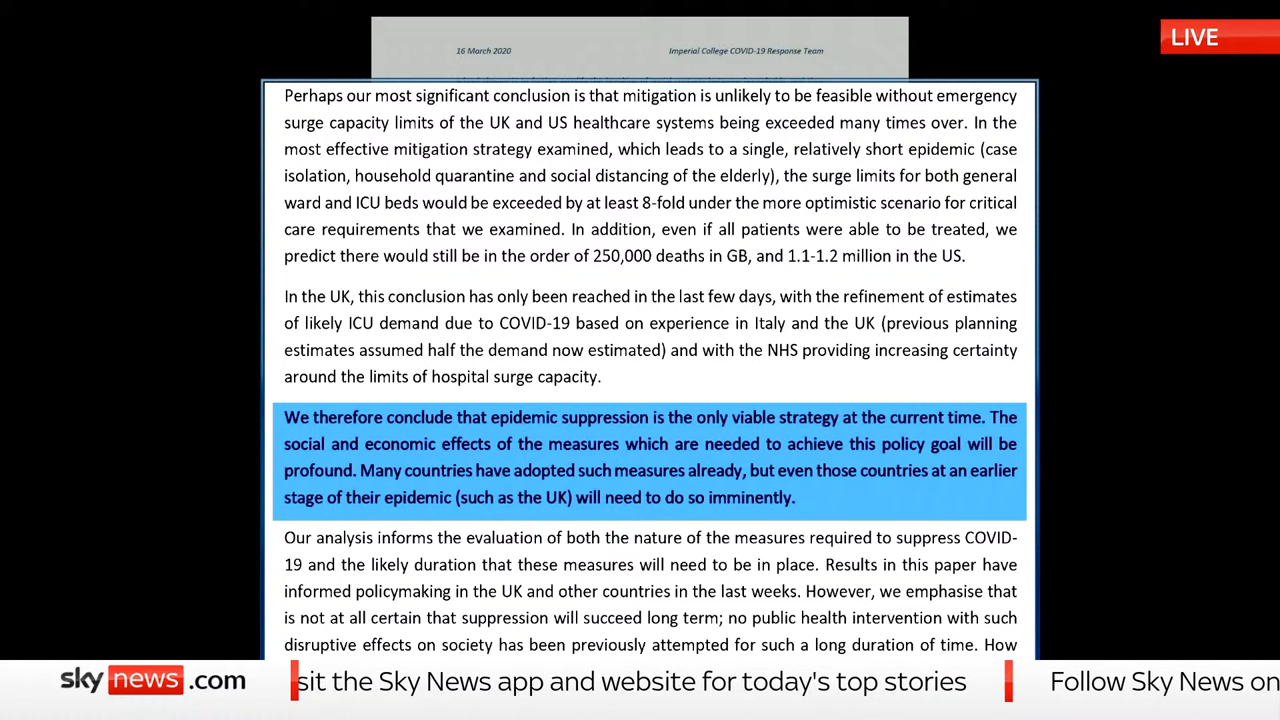 16 March 2020
Imperial College COVID-19 Response Team
LIVE
Perhaps our most significant conclusion is that mitigation is unlikely to be feasible without emergency
surge capacity limits of the UK and US healthcare systems being exceeded many times over. In the
most effective mitigation strategy examined, which leads to a single, relatively short epidemic (case
isolation, household quarantine and social distancing of the elderly), the surge limits for both general
ward and ICU beds would be exceeded by at least 8-fold under the more optimistic scenario for critical
care requirements that we examined. In addition, even if all patients were able to be treated, we
predict there would still be in the order of 250,000 deaths in GB, and 1.1-1.2 million in the US.
In the UK, this conclusion has only been reached in the last few days, with the refinement of estimates
of likely ICU demand due to COVID-19 based on experience in Italy and the UK (previous planning
estimates assumed half the demand now estimated) and with the NHS providing increasing certainty
around the limits of hospital surge capacity.
We therefore conclude that epidemic suppression is the only viable strategy at the current time. The
social and economic effects of the measures which are needed to achieve this policy goal will be
profound. Many countries have adopted such measures already, but even those countries at an earlier
stage of their epidemic (such as the UK) will need to do so imminently.
Our analysis informs the evaluation of both the nature of the measures required to suppress COVID-
19 and the likely duration that these measures will need to be in place. Results in this paper have
informed policymaking in the UK and other countries in the last weeks. However, we emphasise that
is not at all certain that suppression will succeed long term; no public health intervention with such
disruptive effects on society has been previously attempted for such a long duration of time. How
sky news .com
sit the Sky News app and website for today's top stories
Follow Sky News on